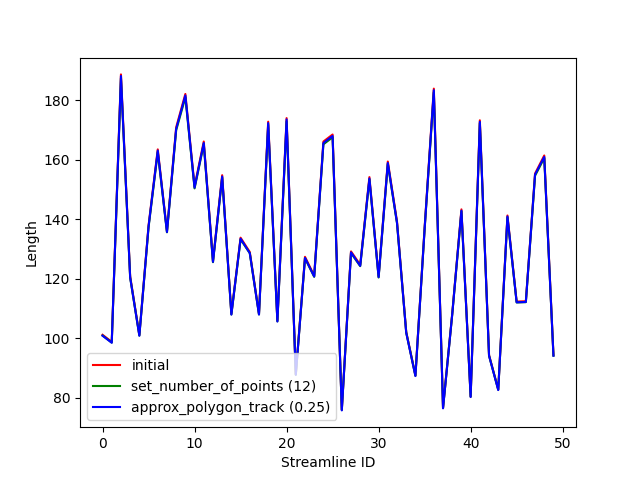 180
160
140
120
100
80
Length
initial
set_number_of_points (12)
approx_polygon_track (0.25)
0 10 20 30 40 50
Streamline ID